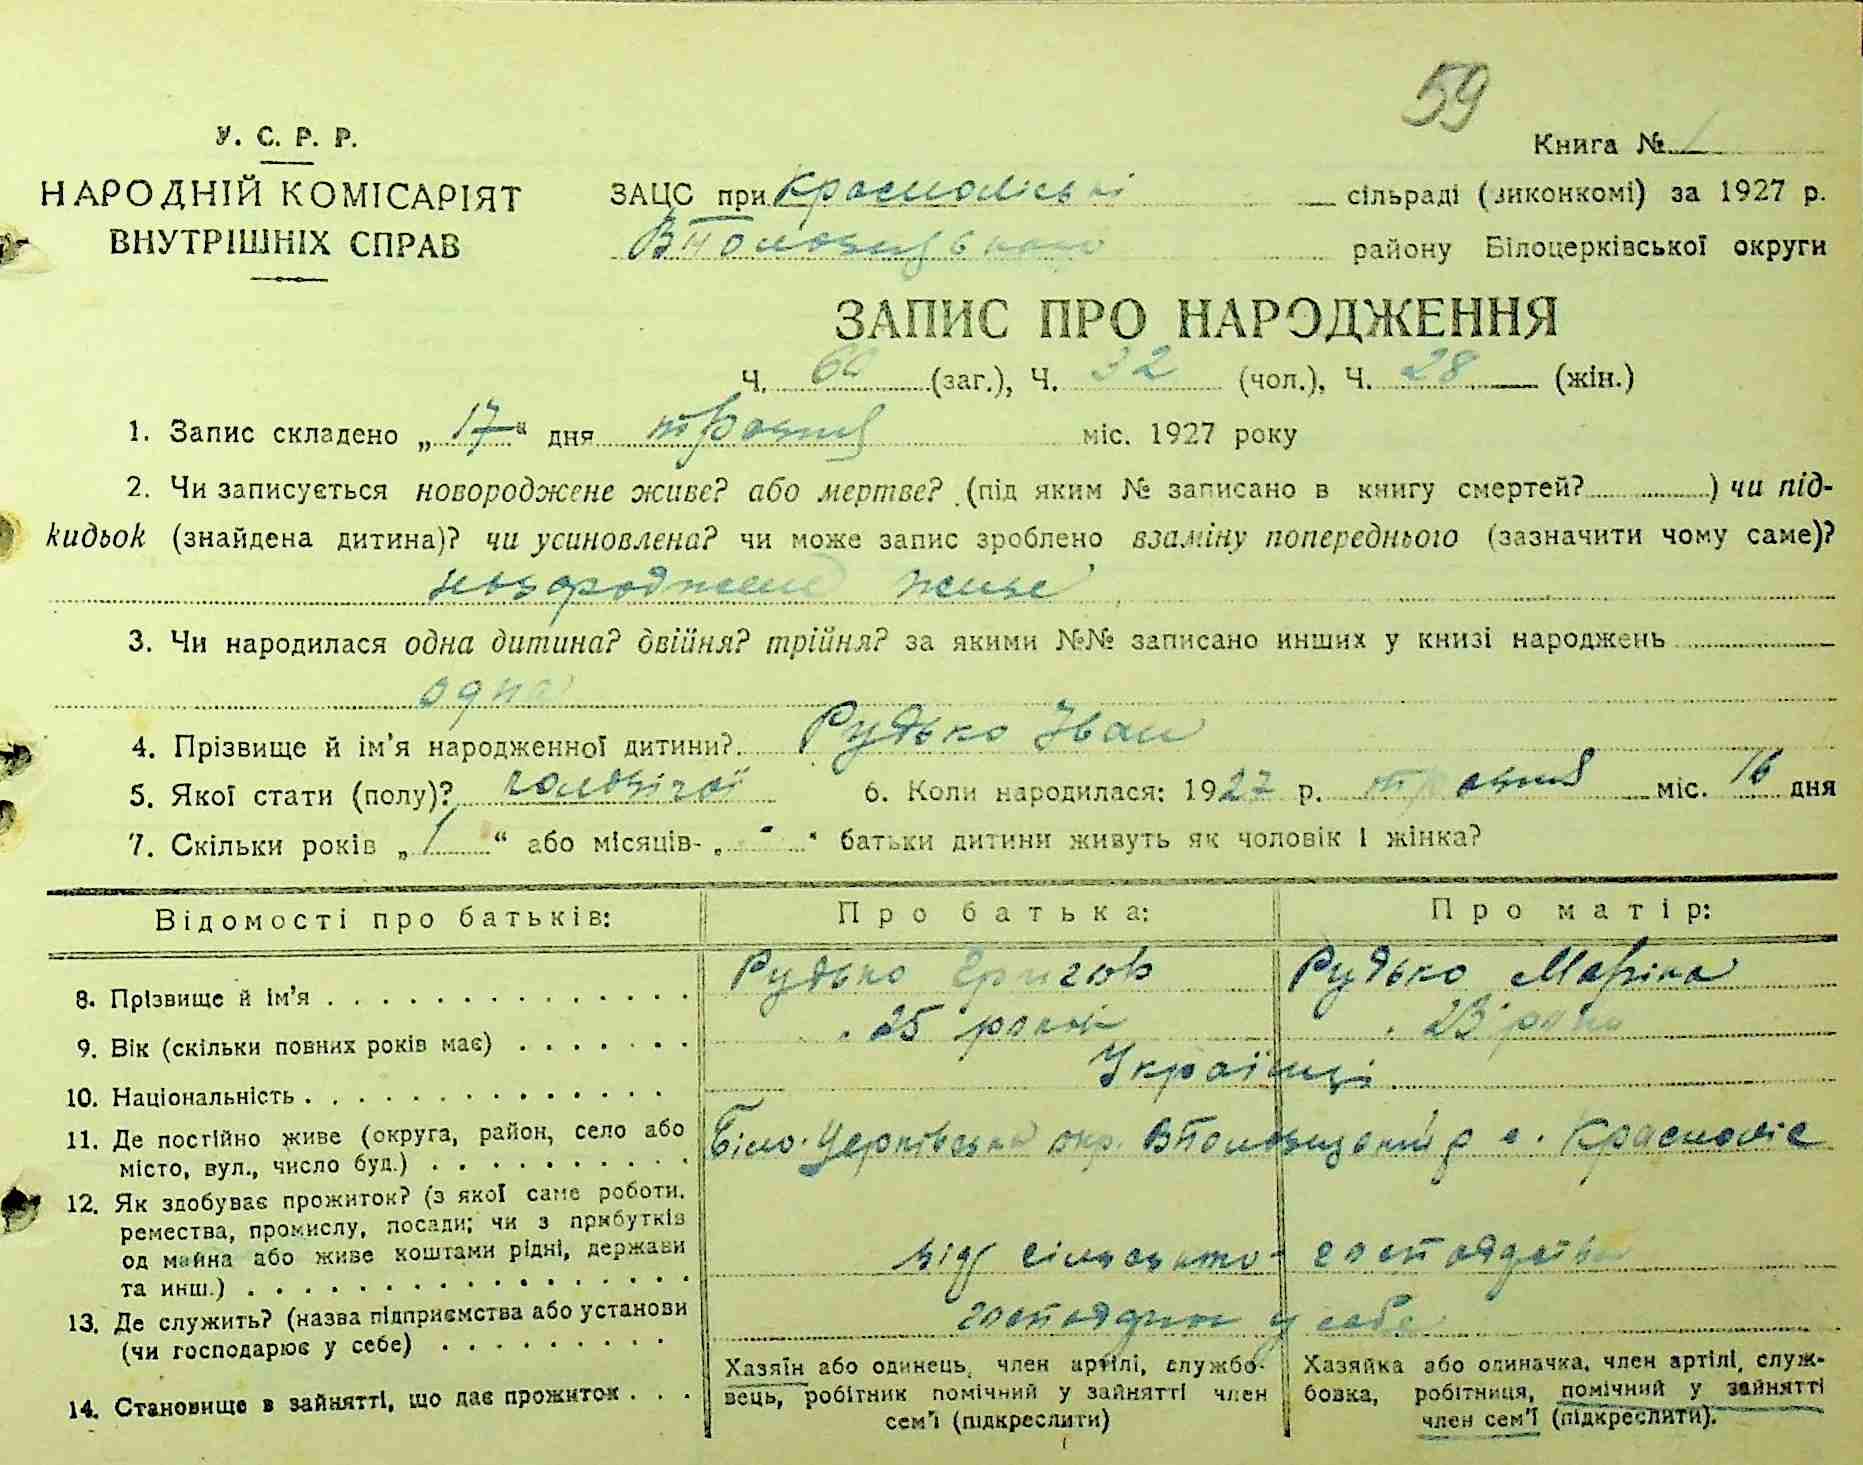 59
У. С. Р. Р.
Книга № 1
НАРОДНІЙ КОМІСАРІЯТ
ВНУТРІШНІХ СПРАВ
ЗАЦС при Красноліські сільраді (виконкомі) за 1927 р.
району Білоцерківської округи
ЗАПИС ПРО НАРОДЖЕННЯ
Ч. 60 (заг.), Ч. 32 (чол.), Ч. 28 (жін.)
1. Запис складено „17“ дня травня міс. 1927 року
2. Чи записується новороджене живе? або мертве? (під яким № записано в книгу смертей? ) чи під-
кидьок (знайдена дитина)? чи усиновлена? чи може запис зроблено взаміну попереднього (зазначити чому саме)?
новороджене живе
3. Чи народилася одна дитина? двійня? трійня? за якими №№ записано инших у книзі народжень
одна
4. Прізвище й ім'я народженної дитини? Рудько Іван
5. Якої стати (полу)? чоловічої 6. Коли народилася: 1927 р. травня міс. 16 дня
7. Скільки років „1“ або місяців „-“ батьки дитини живуть як чоловік і жінка?
Відомості про батьків: Про батька: Про матір:
8. Прізвище й ім'я Рудько Григор Рудько Маріна
9. Вік (скільки повних років має) 25 років 23 роки
10. Національність Українці
11. Де постійно живе (округа, район, село або
місто, вул., число буд.) Біло-Церківська окр. р с. Краснолісе
12. Як здобуває прожиток? (з якої саме роботи,
ремества, промислу, посади; чи з прибутків
од майна або живе коштами рідні, держави
та инш.) від сільського господарства
13. Де служить? (назва підприємства або установи
(чи господарює у себе) господарює у себе
14. Становище в зайнятті, що дає прожиток
Хазяїн або одинець, член артілі, службо-
вець, робітник помічний у зайнятті член
сем'ї (підкреслити)
Хазяйка або одиначка, член артілі, служ-
бовка, робітниця, помічний у зайнятті
член сем'ї (підкреслити).